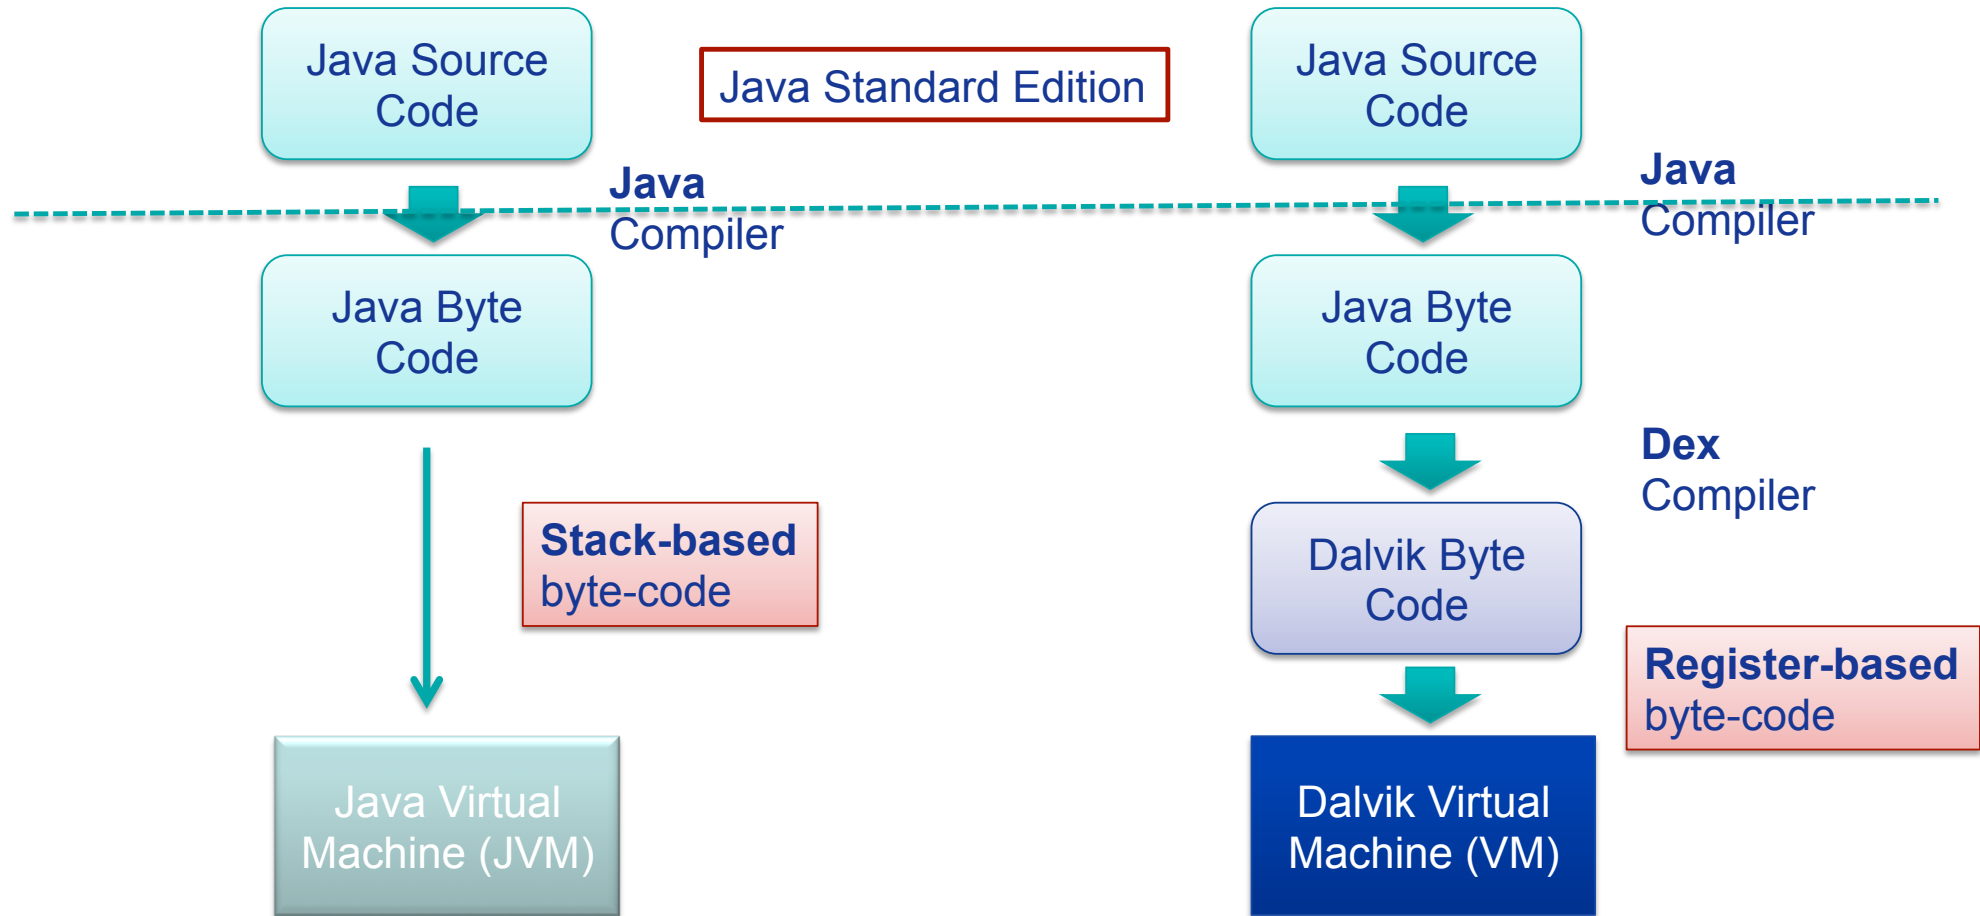 Java Source
Code
Java Standard Edition
Java Source
Code
Java
Compiler
Java
Compiler
Java Byte
Code
Java Byte
Code
Dex
Compiler
Stack-based
byte-code
Dalvik Byte
Code
Register-based
byte-code
Java Virtual
Machine (JVM)
Dalvik Virtual
Machine (VM)